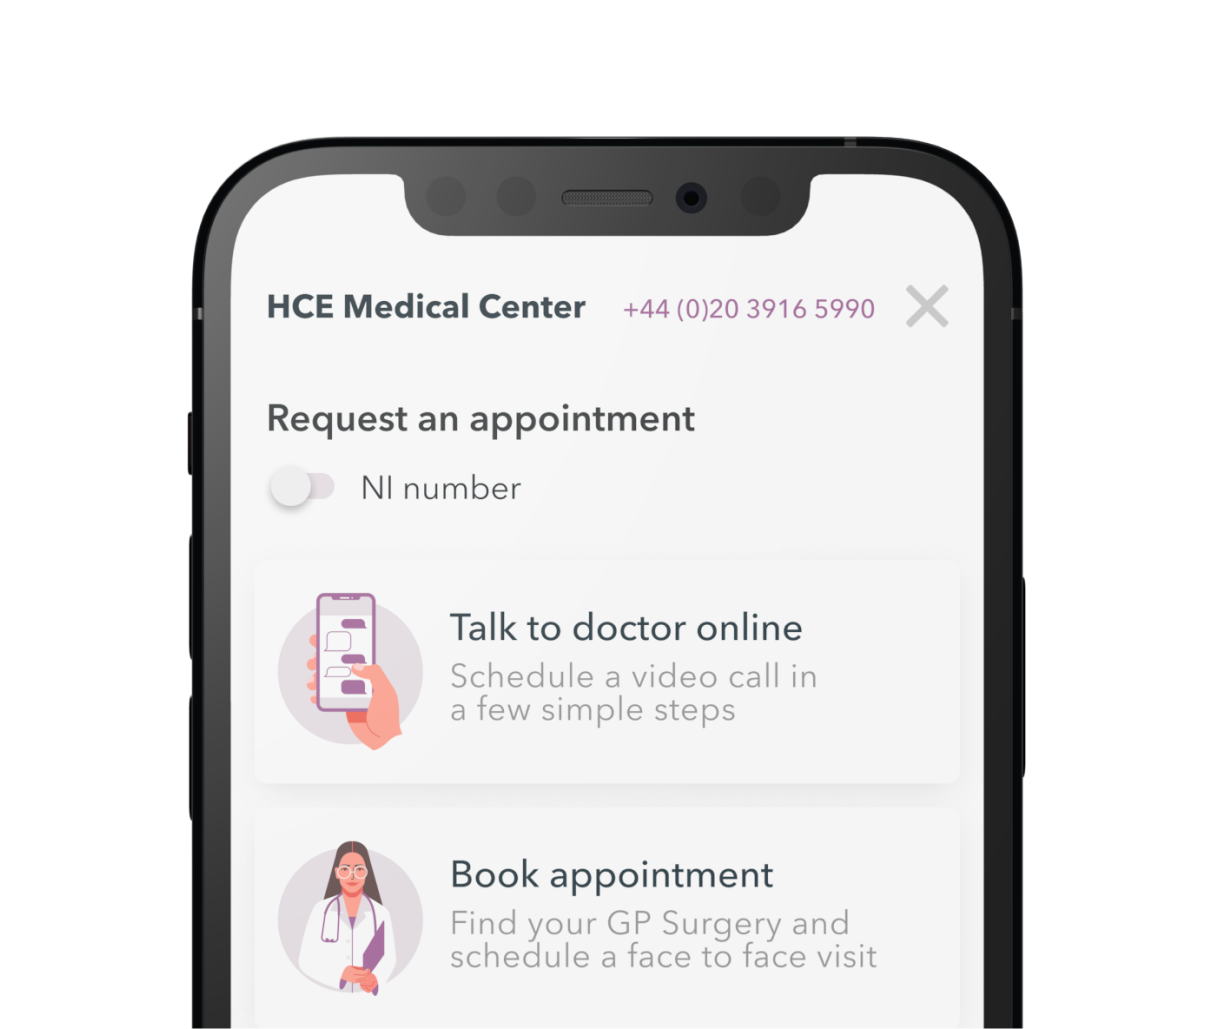 HCE Medical Center +44 (0)20 3916 5990
Request an appointment
NI number
Talk to doctor online
Schedule a video call in
a few simple steps
Book appointment
Find your GP Surgery and
schedule a face to face visit